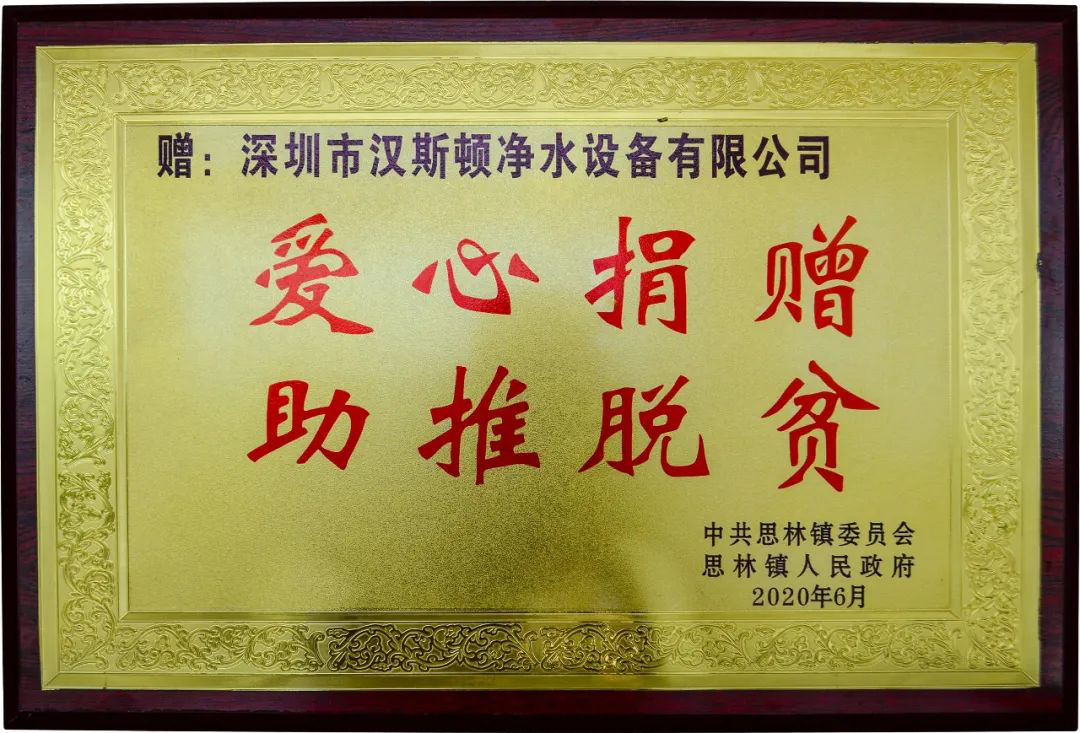 赠：深圳市汉斯顿净水设备有限公司
爱心捐赠
助推脱贫
中共思林镇委员会
思林镇人民政府
2020年6月